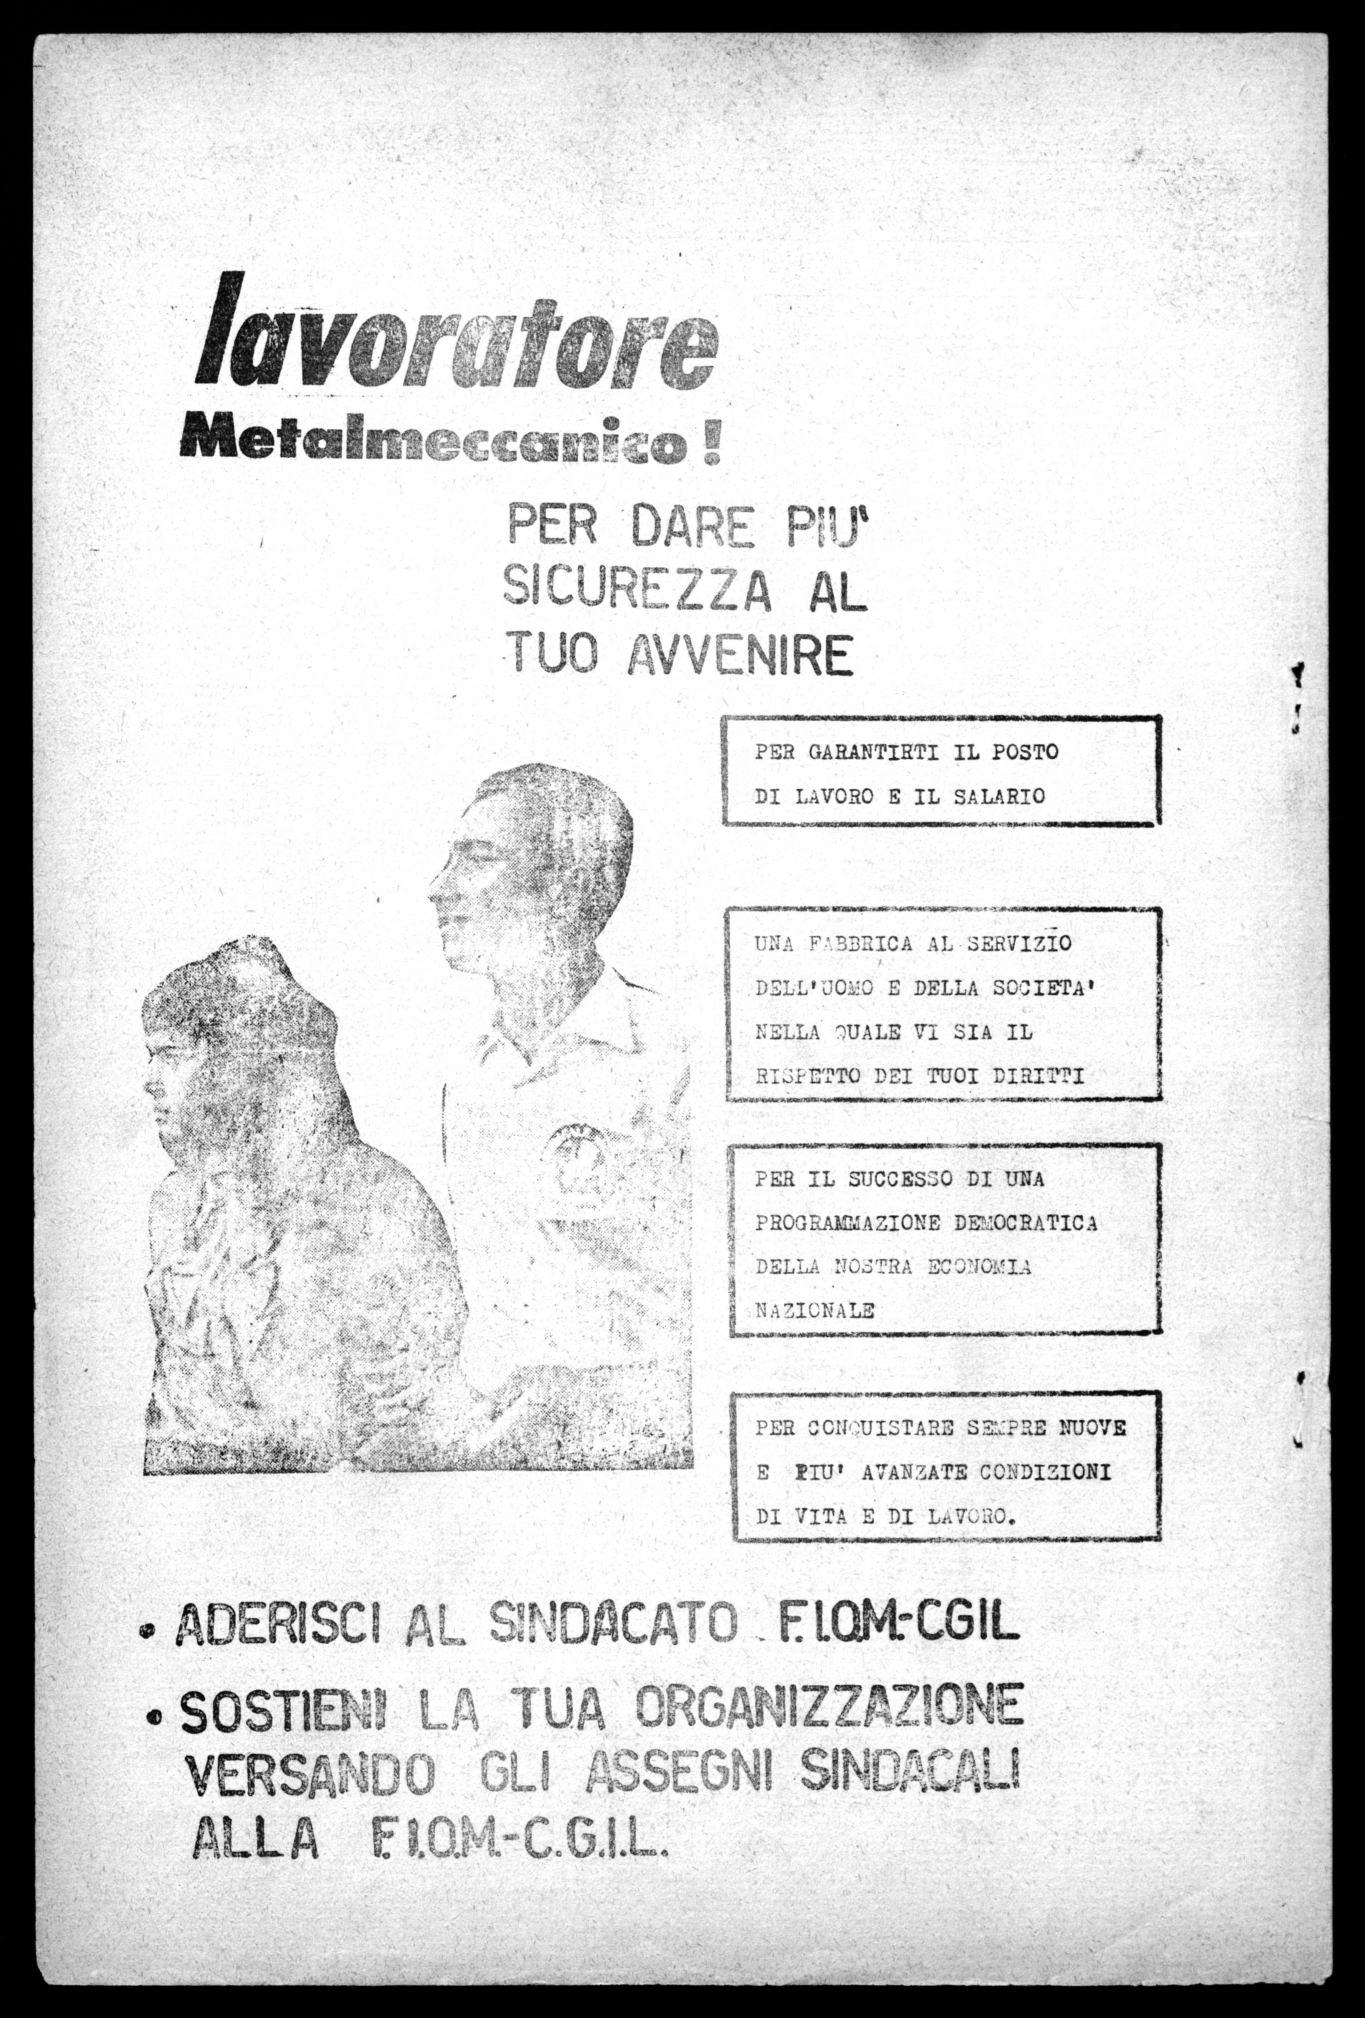 lavoratore
Metalmeccanico !
PER DARE PIU'
SICUREZZA AL
TUO AVVENIRE
PER GARANTIRTI IL POSTO
DI LAVORO E IL SALARIO
UNA FABBRICA AL SERVIZIO
DELL'UOMO E DELLA SOCIETA'
NELLA QUALE VI SIA IL
RISPETTO DEI TUOI DIRITTI
PER IL SUCCESSO DI UNA
PROGRAMMAZIONE DEMOCRATICA
DELLA NOSTRA ECONOMIA
NAZIONALE
PER CONQUISTARE SEMPRE NUOVE
E PIU' AVANZATE CONDIZIONI
DI VITA E DI LAVORO.
• ADERISCI AL SINDACATO F.I.O.M.-CGIL
• SOSTIENI LA TUA ORGANIZZAZIONE
VERSANDO GLI ASSEGNI SINDACALI
ALLA F.I.O.M.-C.G.I.L.